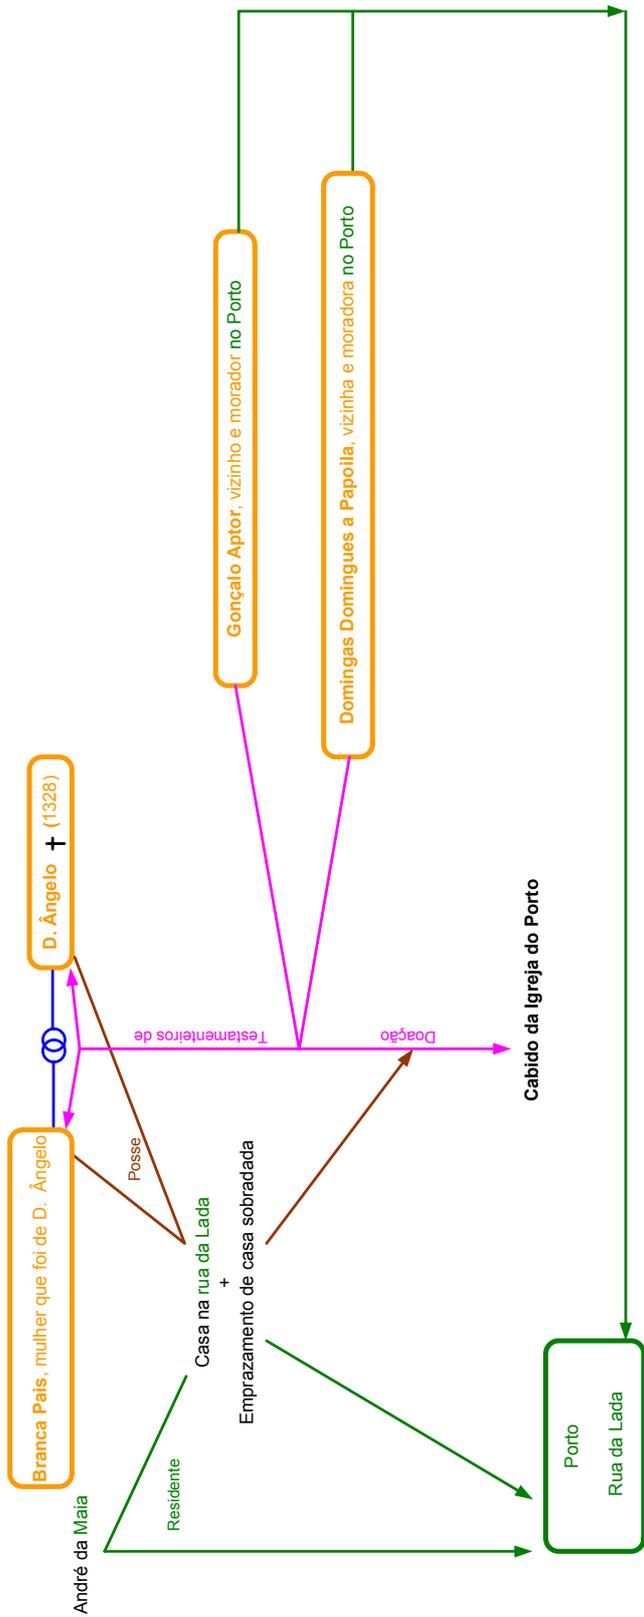 André da Maia
Branca Pais, mulher que foi de D. Ângelo
D. Ângelo † (1328)
Residente
Posse
Testamenteiros de
Casa na rua da Lada
+
Emprazamento de casa sobradada
Gonçalo Aptor, vizinho e morador no Porto
Domingas Domingues a Papoila, vizinha e moradora no Porto
Doação
Cabido da Igreja do Porto
Porto
Rua da Lada